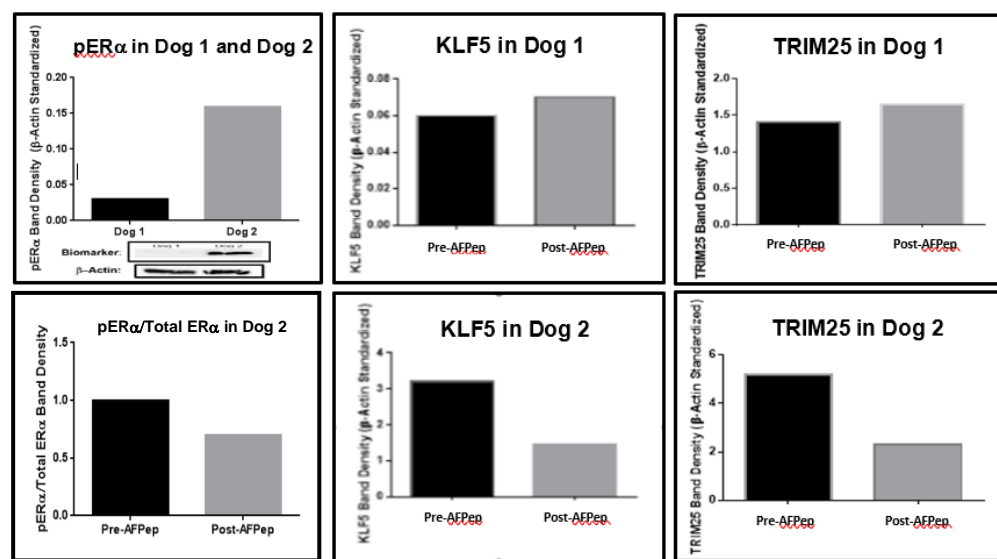 pERα in Dog 1 and Dog 2
pERα Band Density (β-Actin Standardized)
0.20
0.15
0.10
0.05
0.00
Dog 1
Dog 2
Dog 1
Dog 2
Biomarker:
β-Actin:
KLF5 in Dog 1
KLF5 Band Density (β-Actin Standardized)
0.08
0.06
0.04
0.02
0.00
Pre-AFPep
Post-AFPep
TRIM25 in Dog 1
TRIM25 Band Density (β-Actin Standardized)
2.0
1.5
1.0
0.5
0.0
Pre-AFPep
Post-AFPep
pERα/Total ERα in Dog 2
pERα/Total ERα Band Density
1.5
1.0
0.5
0.0
Pre-AFPep
Post-AFPep
KLF5 in Dog 2
KLF5 Band Density (β-Actin Standardized)
4
3
2
1
0
Pre-AFPep
Post-AFPep
TRIM25 in Dog 2
TRIM25 Band Density (β-Actin Standardized)
6
4
2
0
Pre-AFPep
Post-AFPep